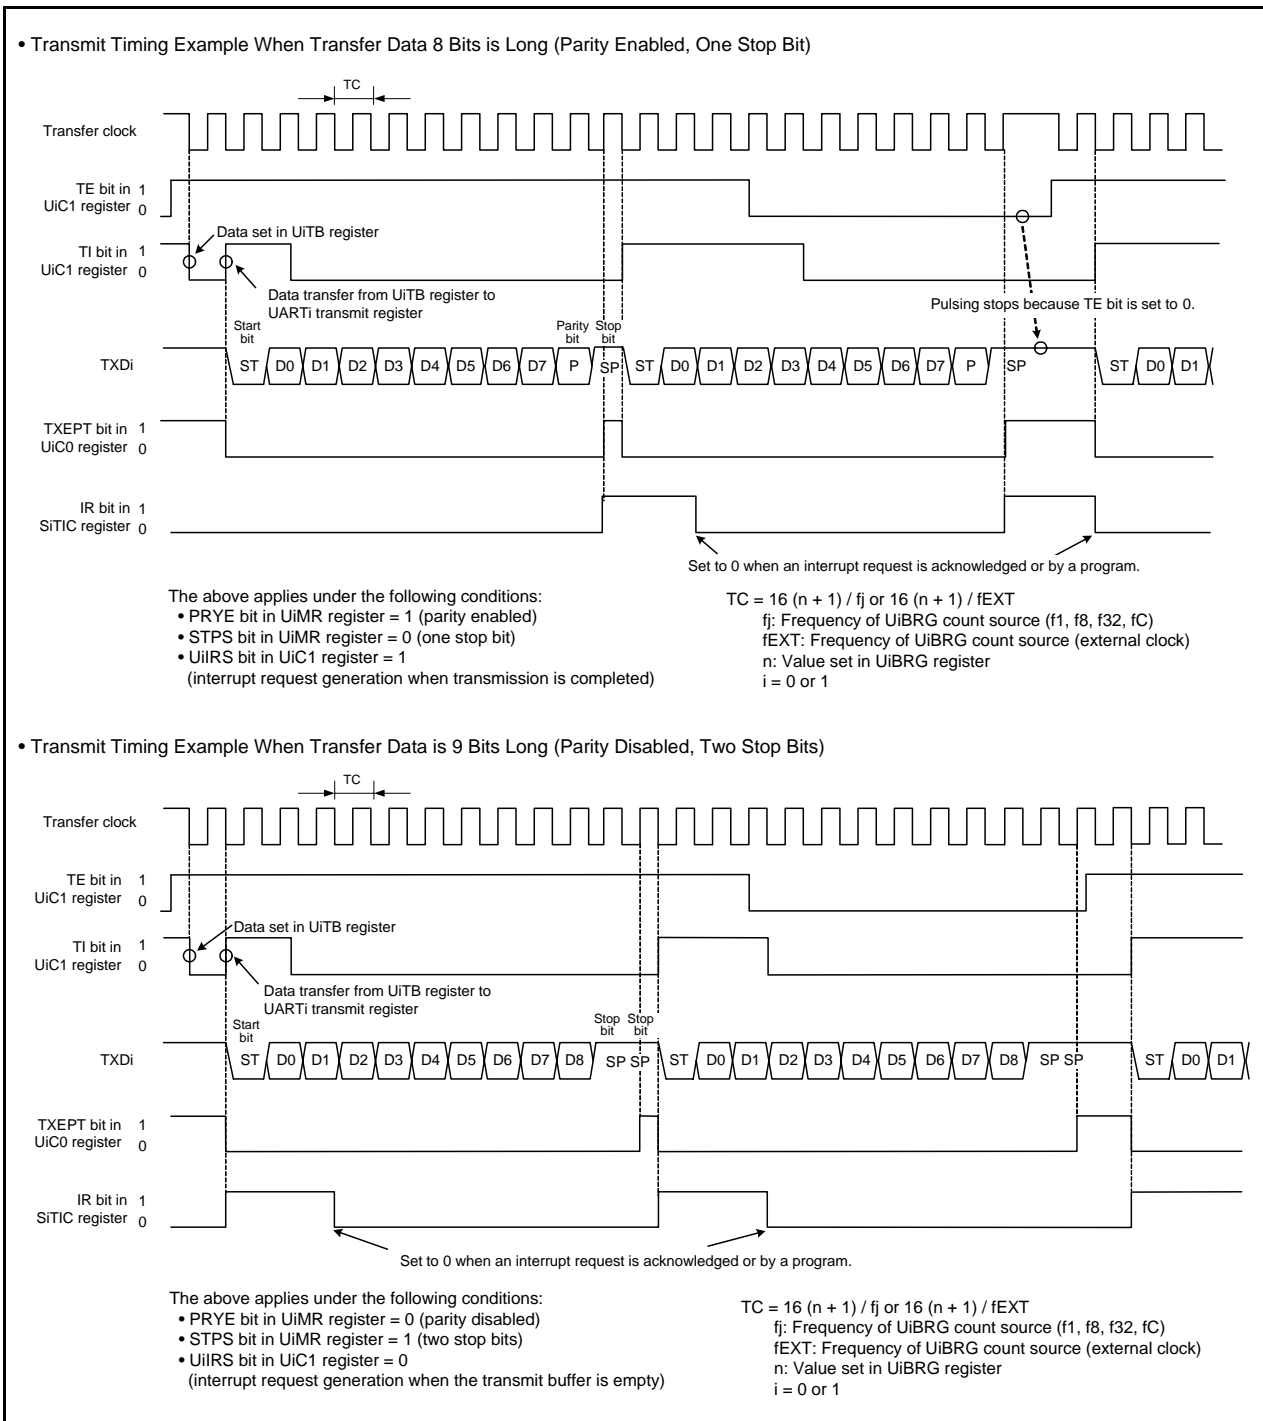 • Transmit Timing Example When Transfer Data 8 Bits is Long (Parity Enabled, One Stop Bit)
TC
Transfer clock
TE bit in 1
UiC1 register 0
Data set in UiTB register
TI bit in 1
UiC1 register 0
Data transfer from UiTB register to
UARTi transmit register
Pulsing stops because TE bit is set to 0.
Start
bit
Parity
bit
Stop
bit
TXDi
ST D0 D1 D2 D3 D4 D5 D6 D7 P SP ST D0 D1 D2 D3 D4 D5 D6 D7 P SP ST D0 D1
TXEPT bit in 1
UiC0 register 0
IR bit in 1
SiTIC register 0
Set to 0 when an interrupt request is acknowledged or by a program.
The above applies under the following conditions:
• PRYE bit in UiMR register = 1 (parity enabled)
• STPS bit in UiMR register = 0 (one stop bit)
• UiIRS bit in UiC1 register = 1
(interrupt request generation when transmission is completed)
TC = 16 (n + 1) / fj or 16 (n + 1) / fEXT
fj: Frequency of UiBRG count source (f1, f8, f32, fC)
fEXT: Frequency of UiBRG count source (external clock)
n: Value set in UiBRG register
i = 0 or 1
• Transmit Timing Example When Transfer Data is 9 Bits Long (Parity Disabled, Two Stop Bits)
TC
Transfer clock
TE bit in 1
UiC1 register 0
Data set in UiTB register
TI bit in 1
UiC1 register 0
Data transfer from UiTB register to
UARTi transmit register
Start
bit
Stop
bit
Stop
bit
TXDi
ST D0 D1 D2 D3 D4 D5 D6 D7 D8 SP SP ST D0 D1 D2 D3 D4 D5 D6 D7 D8 SP SP ST D0 D1
TXEPT bit in 1
UiC0 register 0
IR bit in 1
SiTIC register 0
Set to 0 when an interrupt request is acknowledged or by a program.
The above applies under the following conditions:
• PRYE bit in UiMR register = 0 (parity disabled)
• STPS bit in UiMR register = 1 (two stop bits)
• UiIRS bit in UiC1 register = 0
(interrupt request generation when the transmit buffer is empty)
TC = 16 (n + 1) / fj or 16 (n + 1) / fEXT
fj: Frequency of UiBRG count source (f1, f8, f32, fC)
fEXT: Frequency of UiBRG count source (external clock)
n: Value set in UiBRG register
i = 0 or 1